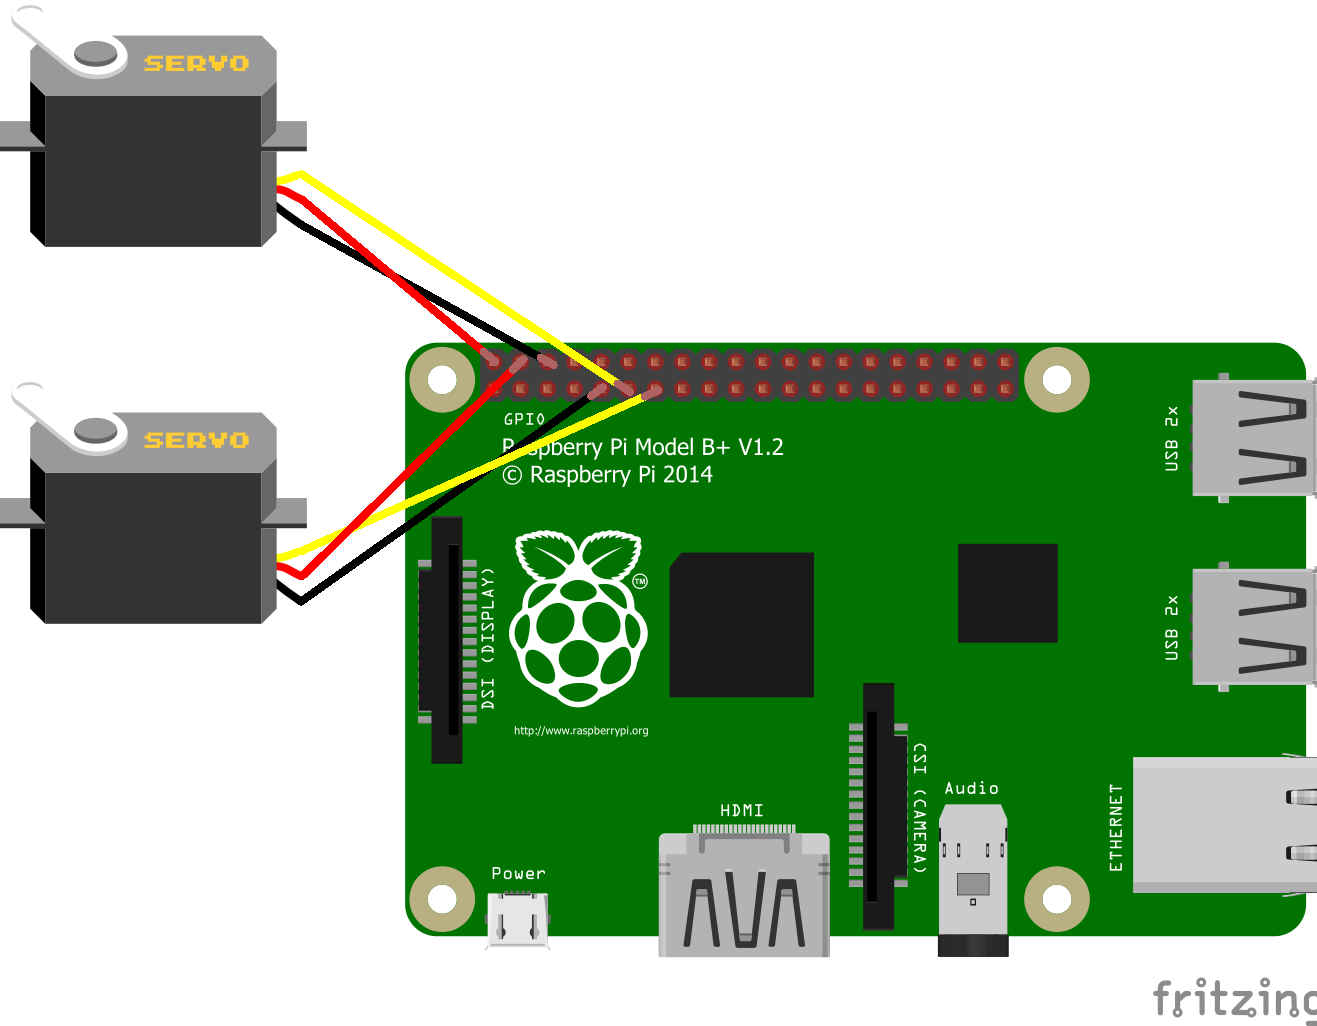 SERVO
SERVO
GPIO
Raspberry Pi Model B+ V1.2
© Raspberry Pi 2014
USB 2x
TM
DSI (DISPLAY)
USB 2x
http://www.raspberrypi.org
CSI (CAMERA)
Audio
ETHERNET
HDMI
Power
fritzing